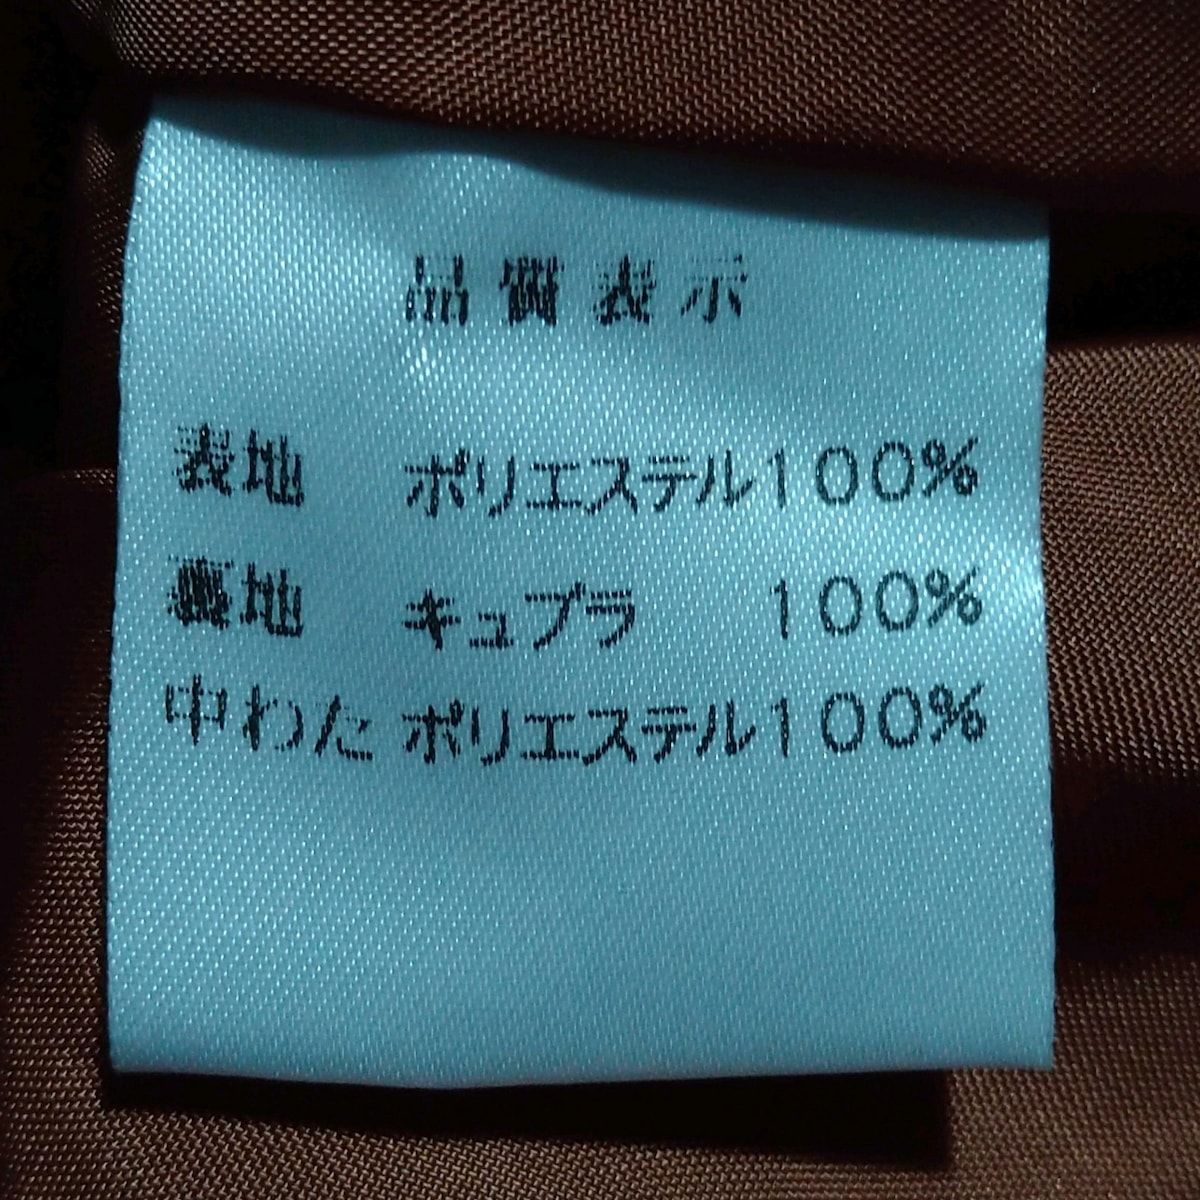 品質表示
表地 ポリエステル100%
裏地 キュプラ 100%
中わた ポリエステル100%